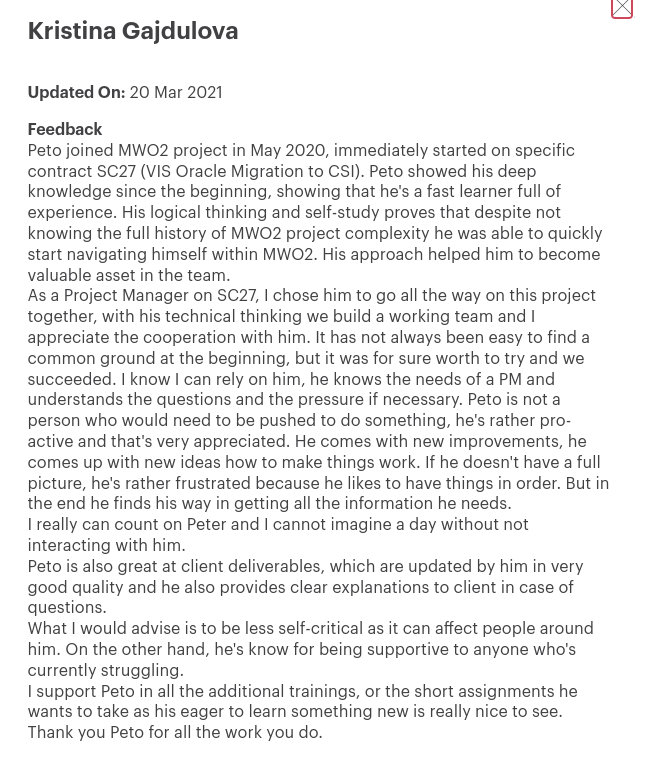 Kristina Gajdulova
Updated On: 20 Mar 2021
Feedback
Peto joined MWO2 project in May 2020, immediately started on specific
contract SC27 (VIS Oracle Migration to CSI). Peto showed his deep
knowledge since the beginning, showing that he's a fast learner full of
experience. His logical thinking and self-study proves that despite not
knowing the full history of MWO2 project complexity he was able to quickly
start navigating himself within MWO2. His approach helped him to become
valuable asset in the team.
As a Project Manager on SC27, I chose him to go all the way on this project
together, with his technical thinking we build a working team and I
appreciate the cooperation with him. It has not always been easy to find a
common ground at the beginning, but it was for sure worth to try and we
succeeded. I know I can rely on him, he knows the needs of a PM and
understands the questions and the pressure if necessary. Peto is not a
person who would need to be pushed to do something, he's rather pro-
active and that's very appreciated. He comes with new improvements, he
comes up with new ideas how to make things work. If he doesn't have a full
picture, he's rather frustrated because he likes to have things in order. But in
the end he finds his way in getting all the information he needs.
I really can count on Peter and I cannot imagine a day without not
interacting with him.
Peto is also great at client deliverables, which are updated by him in very
good quality and he also provides clear explanations to client in case of
questions.
What I would advise is to be less self-critical as it can affect people around
him. On the other hand, he's know for being supportive to anyone who's
currently struggling.
I support Peto in all the additional trainings, or the short assignments he
wants to take as his eager to learn something new is really nice to see.
Thank you Peto for all the work you do.